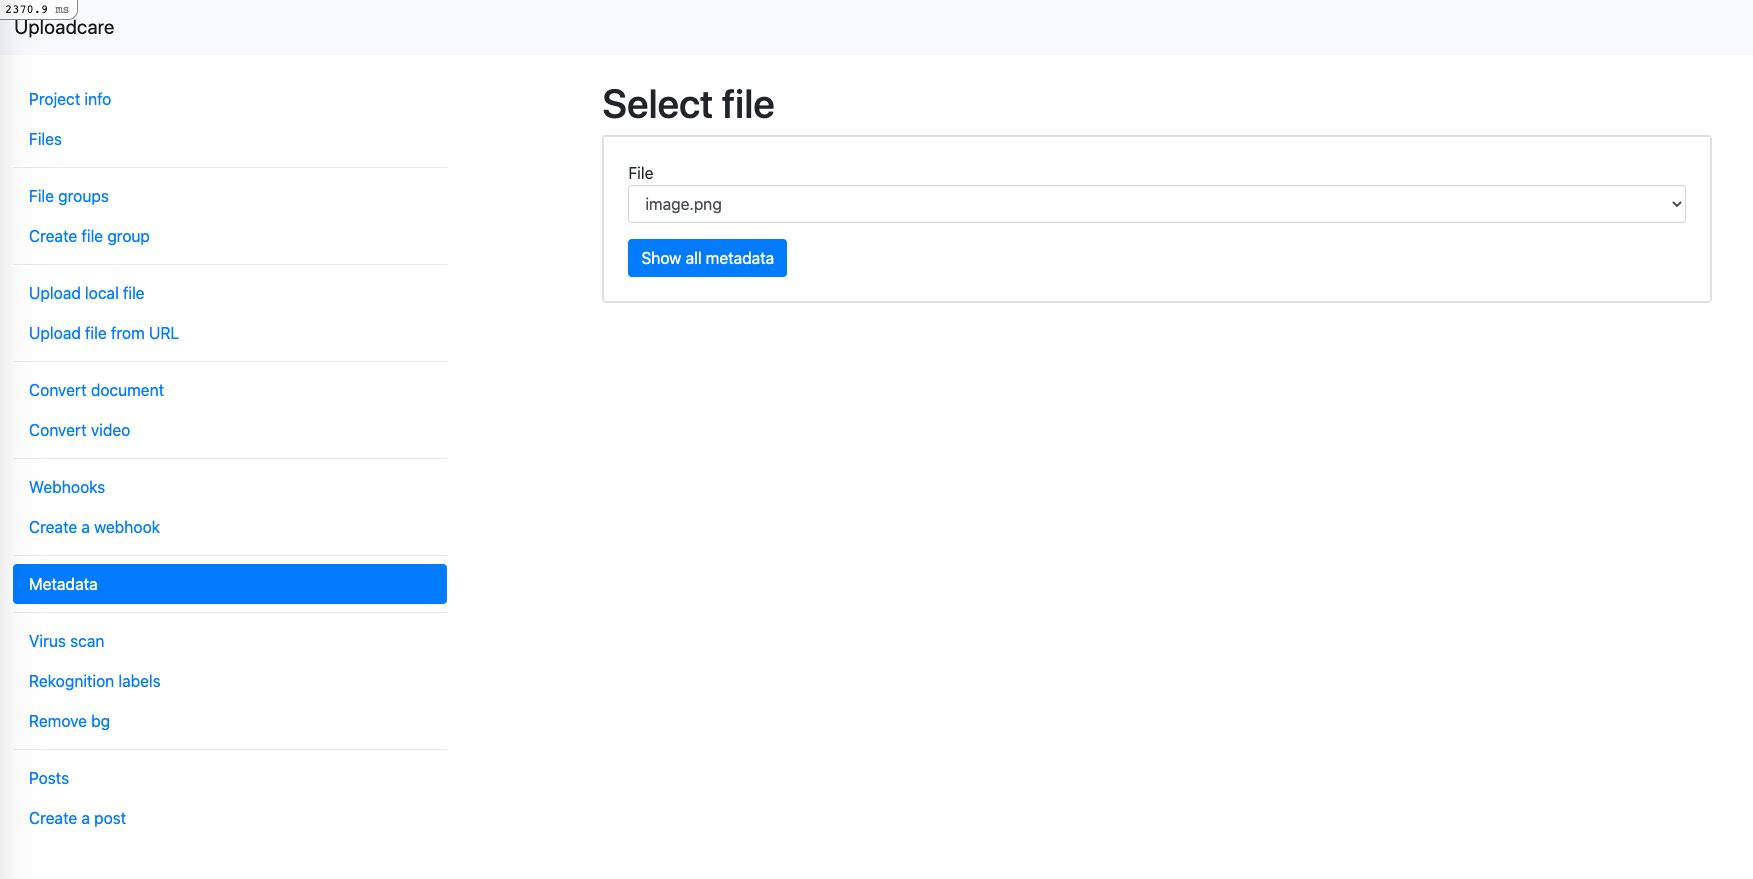 2370.9 ms
Uploadcare
Project info
Files
File groups
Create file group
Upload local file
Upload file from URL
Convert document
Convert video
Webhooks
Create a webhook
Metadata
Virus scan
Rekognition labels
Remove bg
Posts
Create a post
Select file
File
image.png
Show all metadata